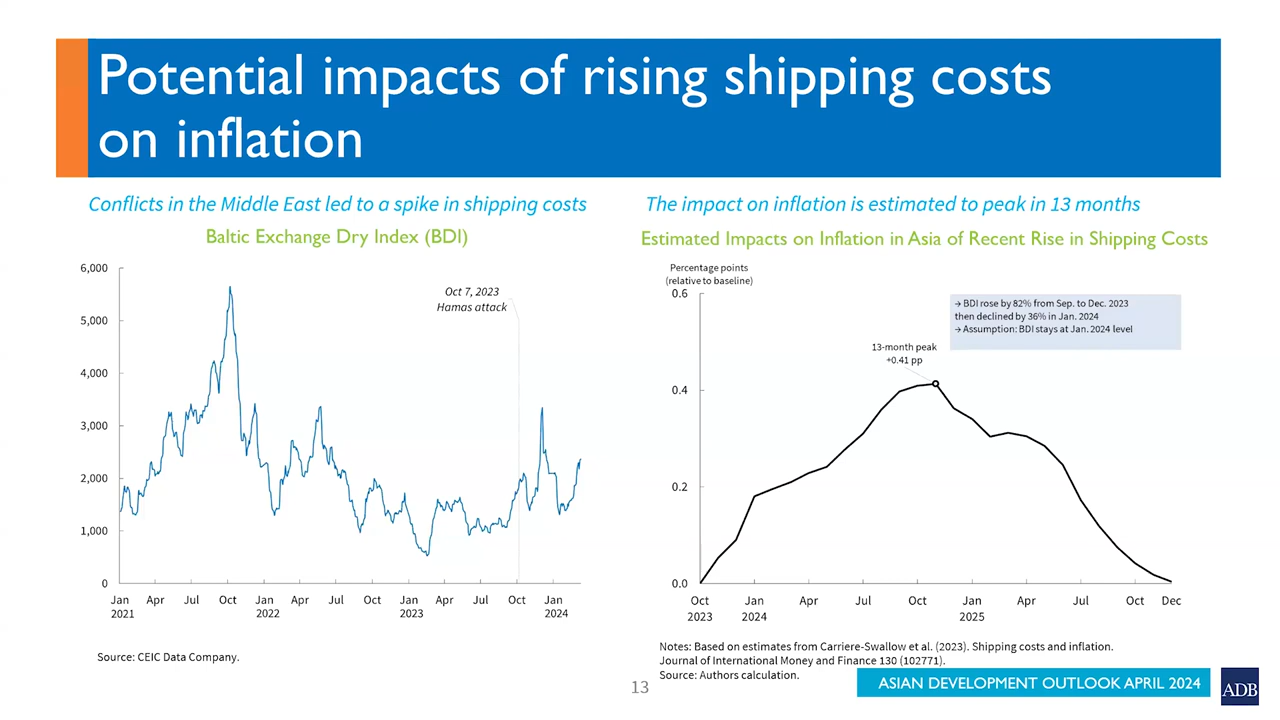 Potential impacts of rising shipping costs
on inflation
Conflicts in the Middle East led to a spike in shipping costs
Baltic Exchange Dry Index (BDI)
6,000
5,000
4,000
3,000
2,000
1,000
0
Oct 7, 2023
Hamas attack
Jan Apr Jul Oct Jan Apr Jul Oct Jan Apr Jul Oct Jan
2021 2022 2023 2024
Source: CEIC Data Company.
The impact on inflation is estimated to peak in 13 months
Estimated Impacts on Inflation in Asia of Recent Rise in Shipping Costs
Percentage points
(relative to baseline)
0.6
0.4
0.2
0.0
→ BDI rose by 82% from Sep. to Dec. 2023
then declined by 36% in Jan. 2024
→ Assumption: BDI stays at Jan. 2024 level
13-month peak
+0.41 pp
Oct Jan Apr Jul Oct Jan Apr Jul Oct Dec
2023 2024 2025
Notes: Based on estimates from Carriere-Swallow et al. (2023). Shipping costs and inflation.
Journal of International Money and Finance 130 (102771).
Source: Authors calculation.
13
ASIAN DEVELOPMENT OUTLOOK APRIL 2024
ADB